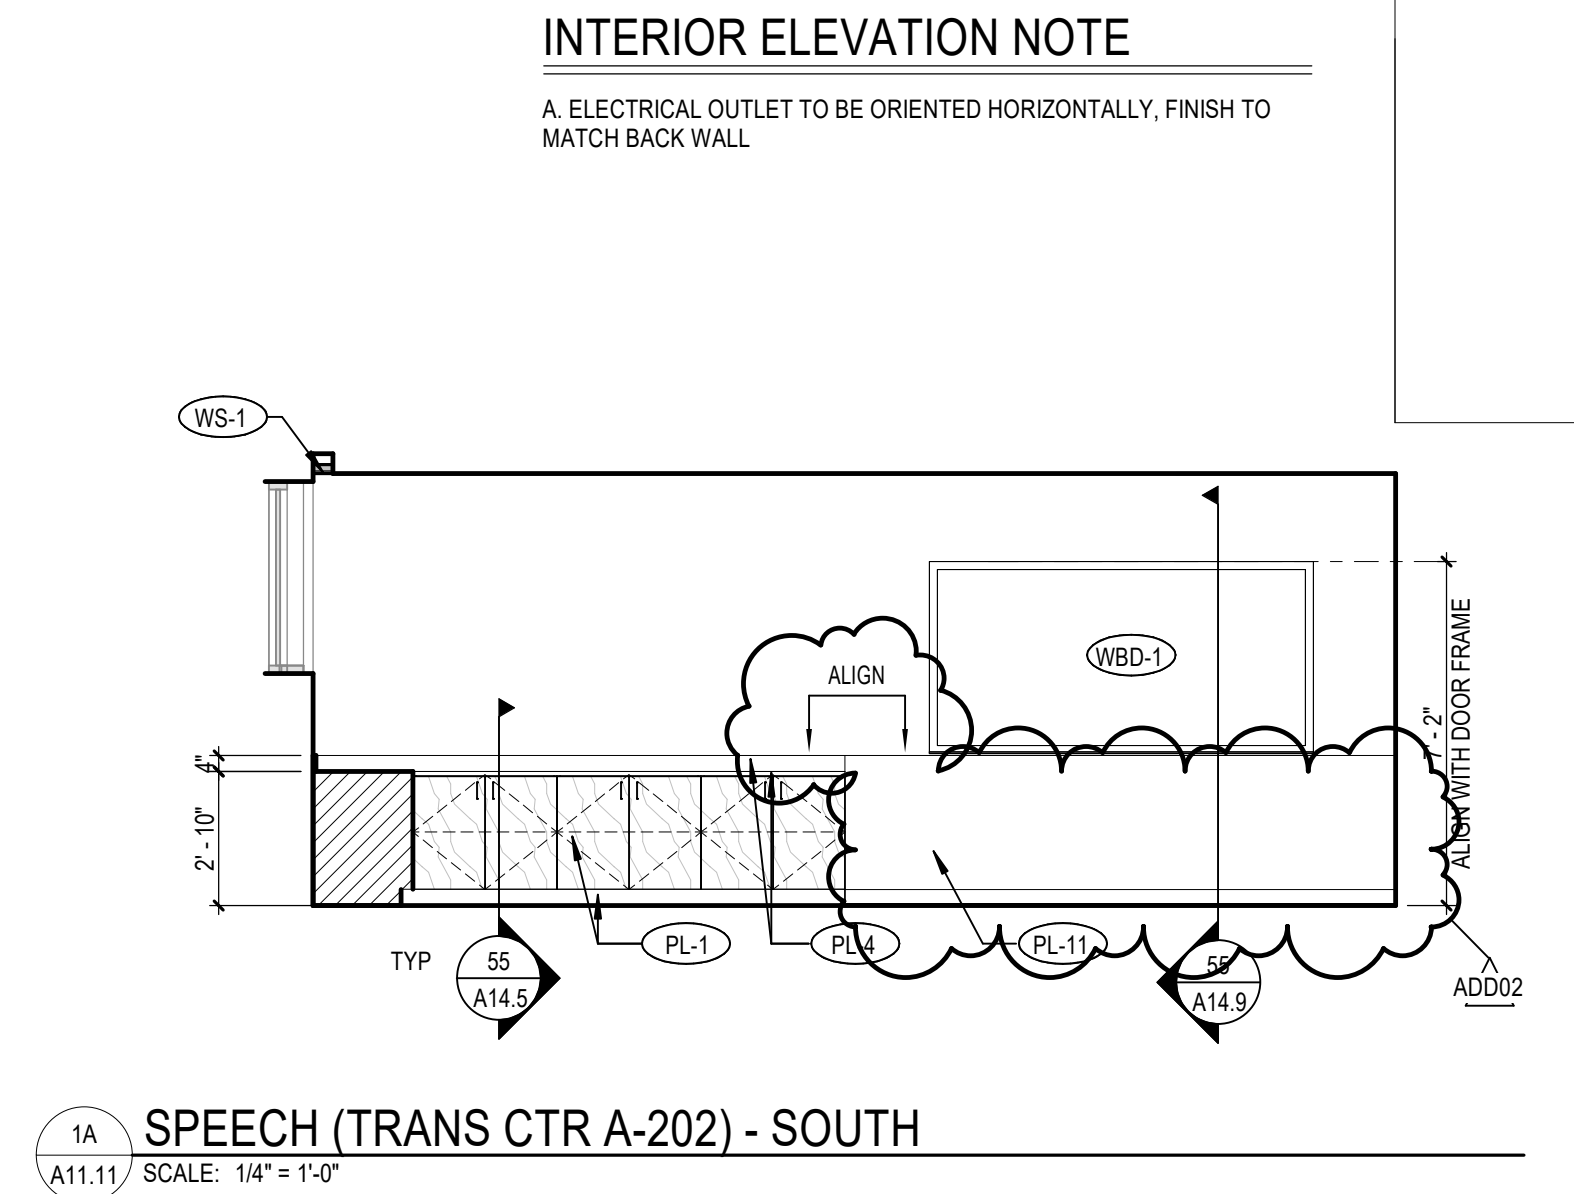 INTERIOR ELEVATION NOTE
A. ELECTRICAL OUTLET TO BE ORIENTED HORIZONTALLY, FINISH TO
MATCH BACK WALL
WS-1
WBD-1
ALIGN
7' - 2"
ALIGN WITH DOOR FRAME
4"
2' - 10"
PL-1
PL-4
PL-11
TYP
55
A14.5
55
A14.9
ADD02
1A
A11.11
SPEECH (TRANS CTR A-202) - SOUTH
SCALE: 1/4" = 1'-0"